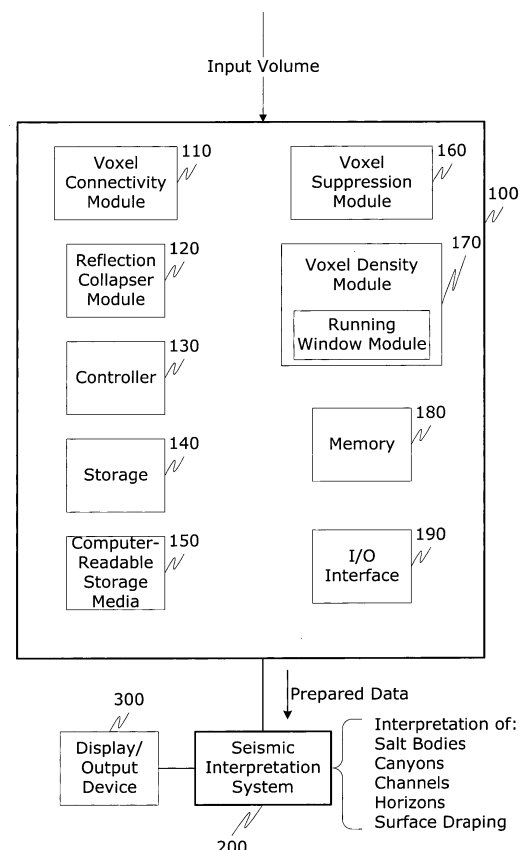 Input Volume
110
Voxel
Connectivity
Module
160
Voxel
Suppression
Module
100
120
Reflection
Collapser
Module
170
Voxel Density
Module
Running
Window Module
130
Controller
180
Memory
140
Storage
150
Computer-
Readable
Storage
Media
190
I/O
Interface
Prepared Data
300
Display/
Output
Device
Seismic
Interpretation
System
200
Interpretation of:
Salt Bodies
Canyons
Channels
Horizons
Surface Draping